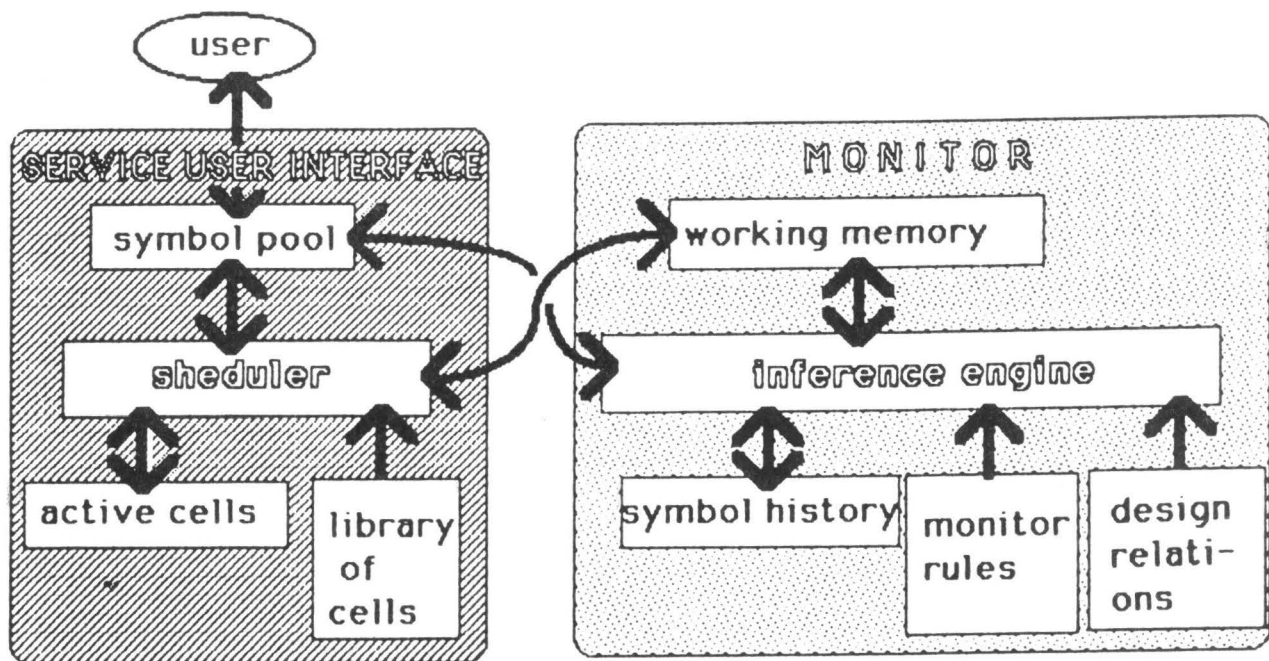 user
SERVICE USER INTERFACE
symbol pool
sheduler
active cells
library
of
cells
MONITOR
working memory
inference engine
symbol history
monitor
rules
design
relati-
ons